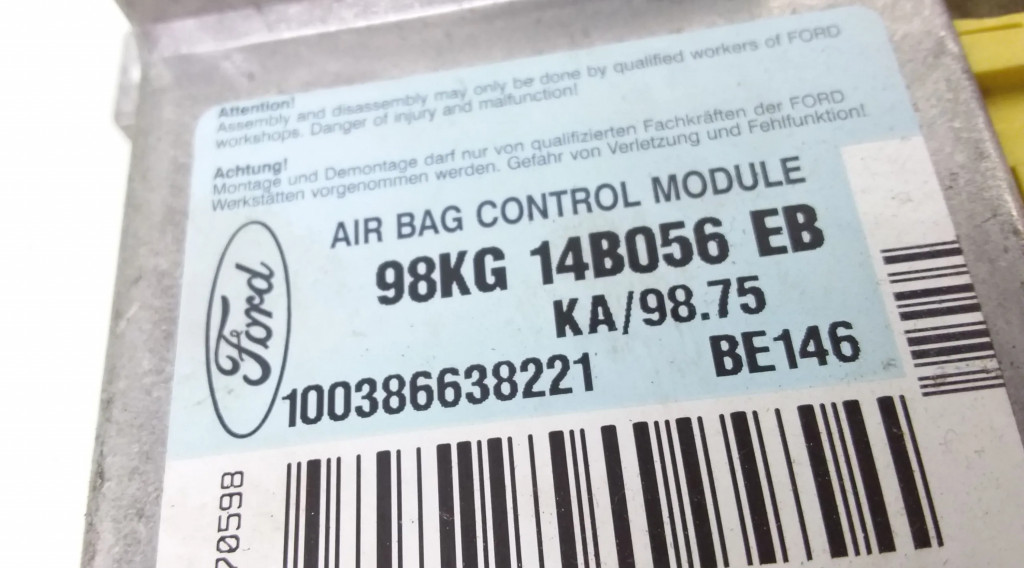 Attention!
Assembly and disassembly may only be done by qualified workers of FORD
workshops. Danger of injury and malfunction!
Achtung!
Montage und Demontage darf nur von qualifizierten Fachkräften der FORD
Werkstätten vorgenommen werden. Gefahr von Verletzung und Fehlfunktion!
AIR BAG CONTROL MODULE
98KG 14B056 EB
KA/98.75
Ford
100386638221
BE146
70598